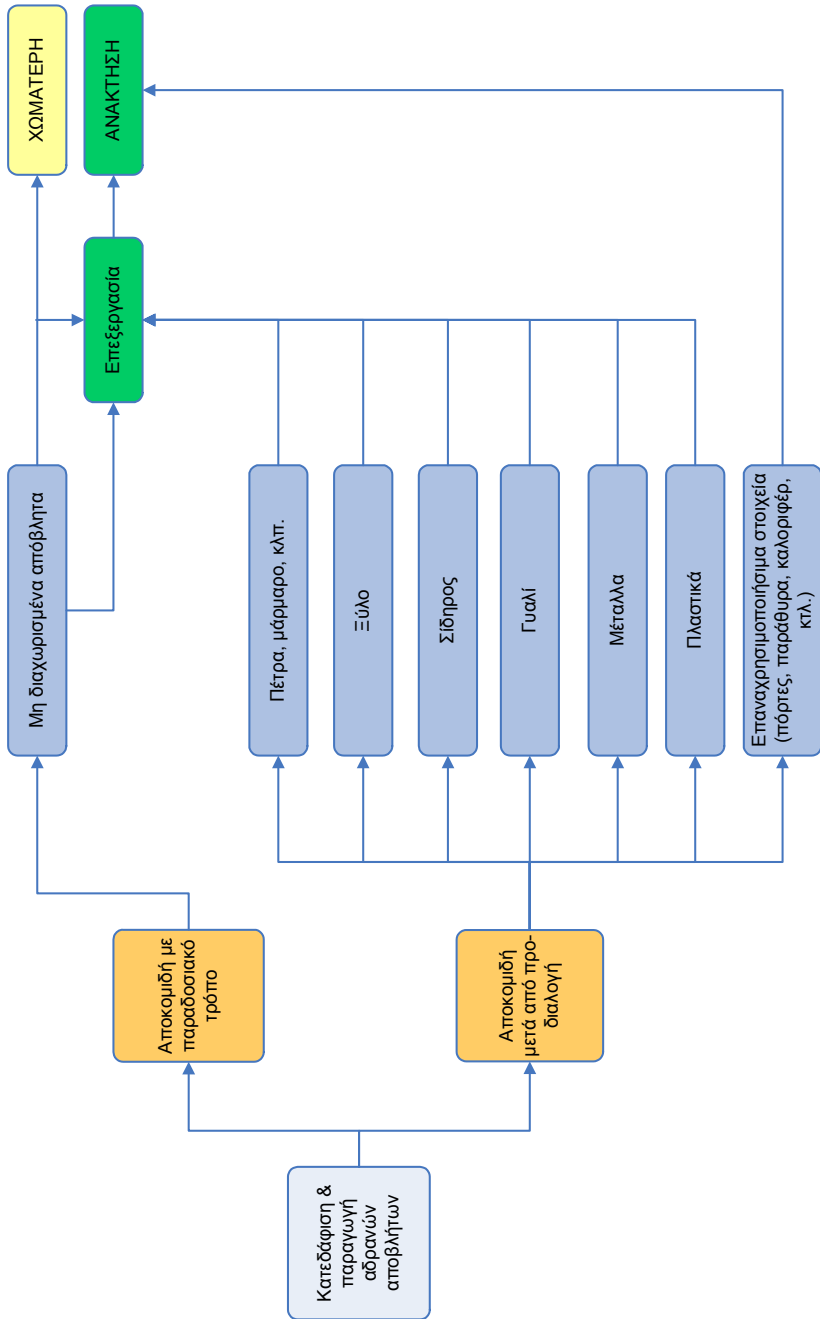 Κατεδάφιση &
παραγωγή
αδρανών
αποβλήτων
Αποκομιδή με
παραδοσιακό
τρόπο
Αποκομιδή
μετά από προ-
διαλογή
Μη διαχωρισμένα απόβλητα
Πέτρα, μάρμαρο, κλπ.
Ξύλο
Σίδηρος
Γυαλί
Μέταλλα
Πλαστικά
Επαναχρησιμοποιήσιμα στοιχεία
(πόρτες, παράθυρα, καλοριφέρ,
κτλ.)
Επεξεργασία
ΧΩΜΑΤΕΡΗ
ΑΝΑΚΤΗΣΗ